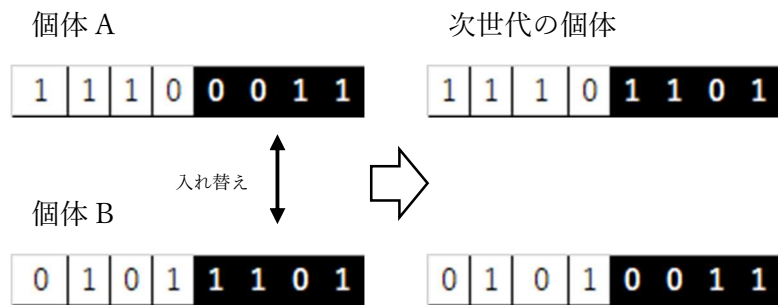 個体 A
次世代の個体
1 1 1 0 0 0 1 1
1 1 1 0 1 1 0 1
入れ替え
個体 B
0 1 0 1 1 1 0 1
0 1 0 1 0 0 1 1